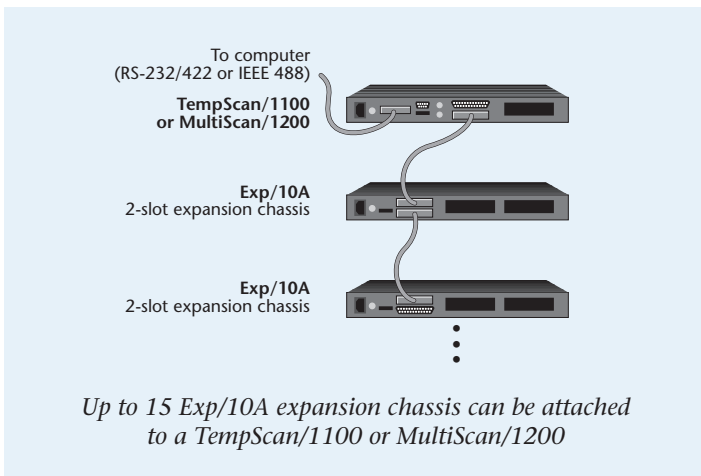 To computer
(RS-232/422 or IEEE 488)
TempScan/1100
or MultiScan/1200
Exp/10A
2-slot expansion chassis
Exp/10A
2-slot expansion chassis
Up to 15 Exp/10A expansion chassis can be attached
to a TempScan/1100 or MultiScan/1200